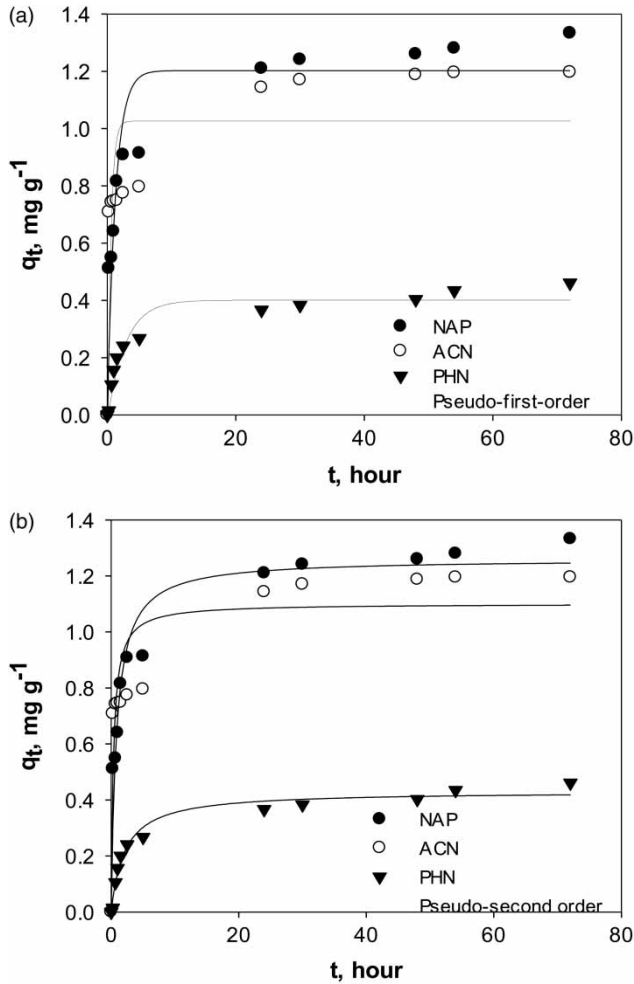 (a)
1.4
1.2
1.0
0.8
0.6
0.4
0.2
0.0
qt, mg g-1
NAP
ACN
PHN
Pseudo-first-order
0 20 40 60 80
t, hour
(b)
1.4
1.2
1.0
0.8
0.6
0.4
0.2
0.0
qt, mg g-1
NAP
ACN
PHN
Pseudo-second order
0 20 40 60 80
t, hour